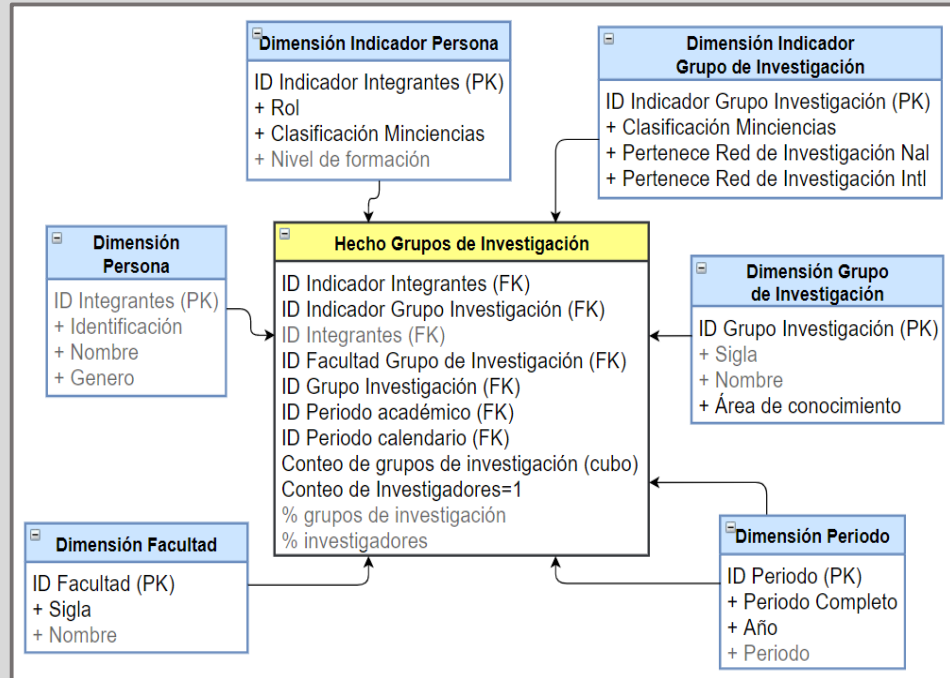 Dimensión Indicador Persona
ID Indicador Integrantes (PK)
+ Rol
+ Clasificación Minciencias
+ Nivel de formación
Dimensión Indicador
Grupo de Investigación
ID Indicador Grupo Investigación (PK)
+ Clasificación Minciencias
+ Pertenece Red de Investigación Nal
+ Pertenece Red de Investigación Intl
Dimensión
Persona
ID Integrantes (PK)
+ Identificación
+ Nombre
+ Genero
Hecho Grupos de Investigación
ID Indicador Integrantes (FK)
ID Indicador Grupo Investigación (FK)
ID Integrantes (FK)
ID Facultad Grupo de Investigación (FK)
ID Grupo Investigación (FK)
ID Periodo académico (FK)
ID Periodo calendario (FK)
Conteo de grupos de investigación (cubo)
Conteo de Investigadores=1
% grupos de investigación
% investigadores
Dimensión Grupo
de Investigación
ID Grupo Investigación (PK)
+ Sigla
+ Nombre
+ Área de conocimiento
Dimensión Facultad
ID Facultad (PK)
+ Sigla
+ Nombre
Dimensión Periodo
ID Periodo (PK)
+ Periodo Completo
+ Año
+ Periodo